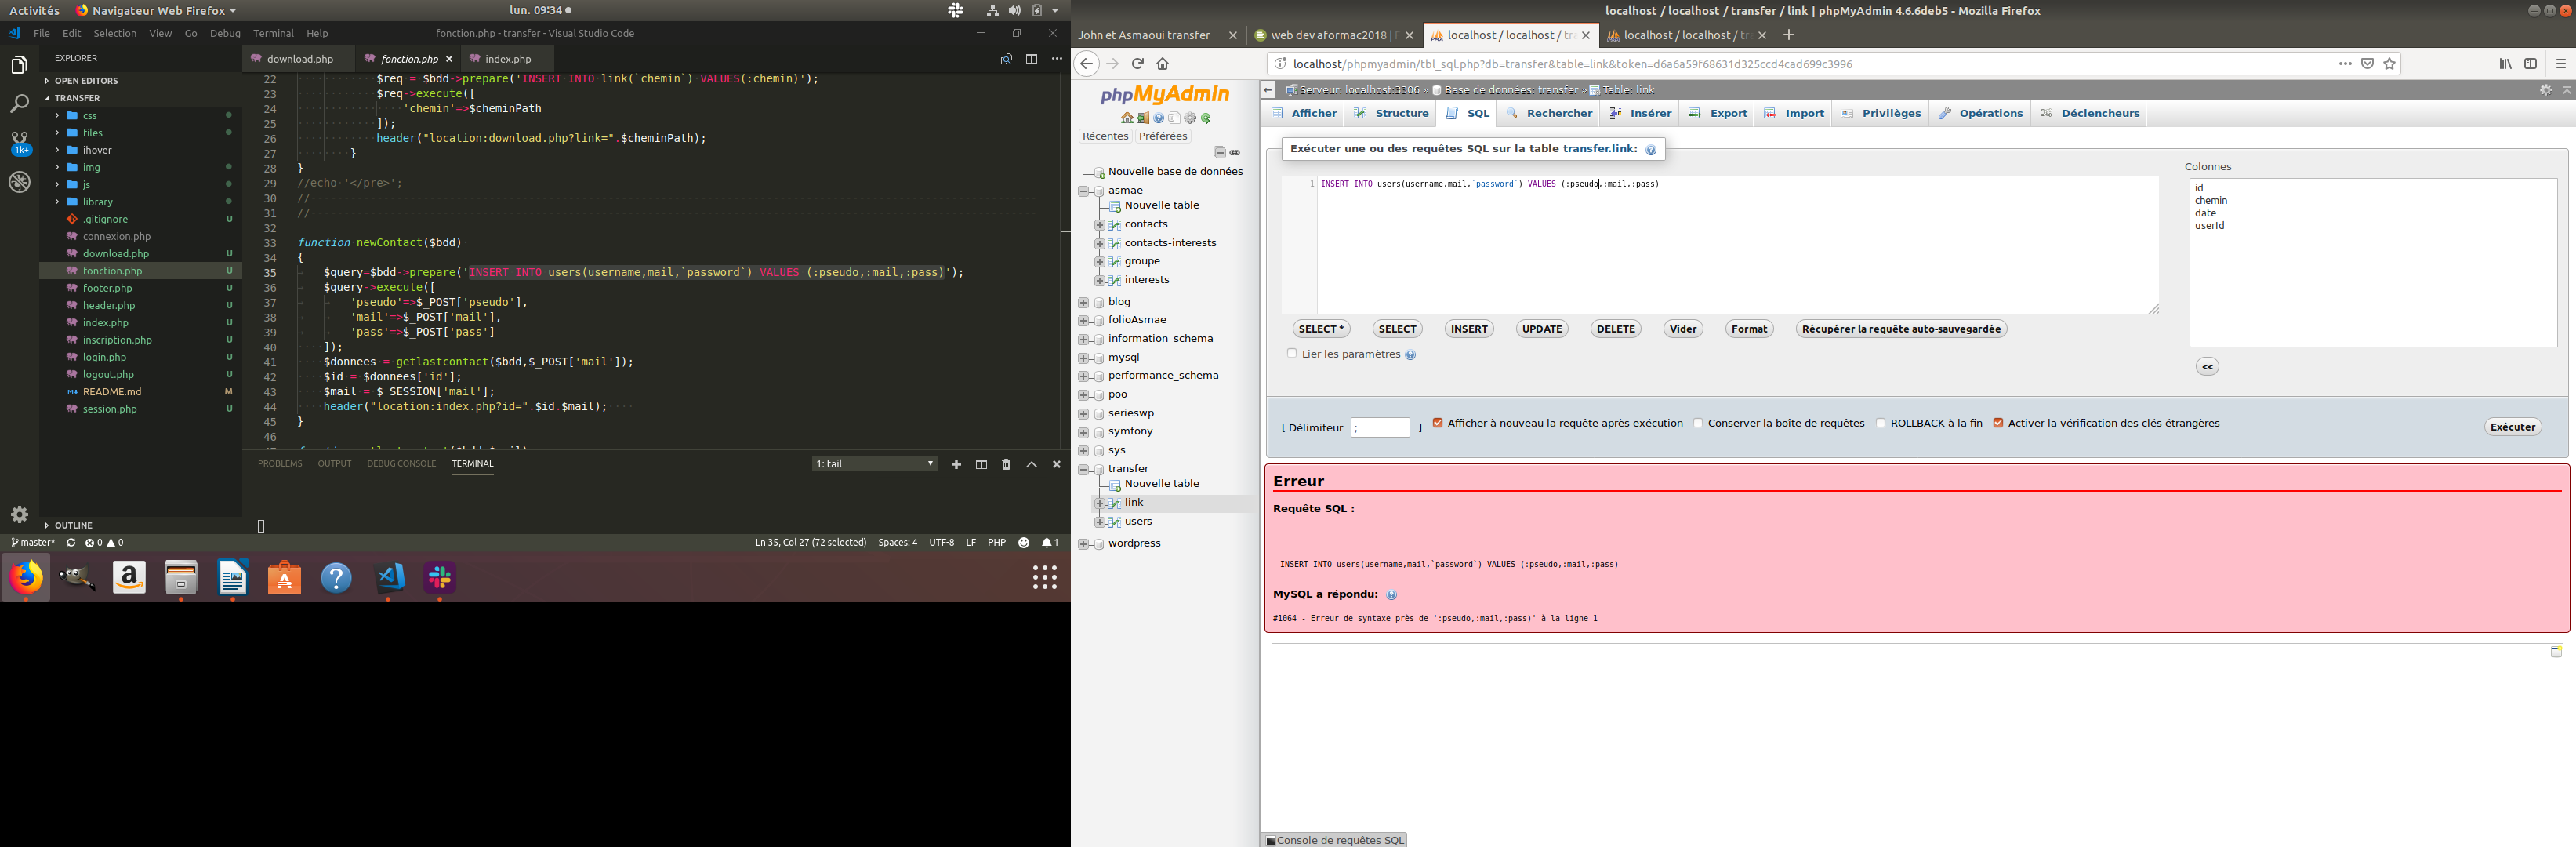 Activités Navigateur Web Firefox lun. 09:34
File Edit Selection View Go Debug Terminal Help fonction.php - transfer - Visual Studio Code
EXPLORER
OPEN EDITORS
TRANSFER
css
files
ihover
img
js
library
.gitignore U
connexion.php
download.php U
fonction.php U
footer.php U
header.php U
index.php U
inscription.php U
login.php U
logout.php U
README.md M
session.php U
OUTLINE
1k+
download.php fonction.php index.php
22 $req = $bdd->prepare('INSERT INTO link(`chemin`) VALUES(:chemin)');
23 $req->execute([
24 'chemin'=>$cheminPath
25 ]);
26 header("location:download.php?link=".$cheminPath);
27 }
28 }
29 //echo '</pre>';
30 //----------------------------------------------------------------------------------------------------------------
31 //----------------------------------------------------------------------------------------------------------------
32
33 function newContact($bdd)
34 {
35 $query=$bdd->prepare('INSERT INTO users(username,mail,`password`) VALUES (:pseudo,:mail,:pass)');
36 $query->execute([
37 'pseudo'=>$_POST['pseudo'],
38 'mail'=>$_POST['mail'],
39 'pass'=>$_POST['pass']
40 ]);
41 $donnees = getlastcontact($bdd,$_POST['mail']);
42 $id = $donnees['id'];
43 $mail = $_SESSION['mail'];
44 header("location:index.php?id=".$id.$mail);
45 }
46
PROBLEMS OUTPUT DEBUG CONSOLE TERMINAL 1: tail
master* 0 0 Ln 35, Col 27 (72 selected) Spaces: 4 UTF-8 LF PHP 1
localhost / localhost / transfer / link | phpMyAdmin 4.6.6deb5 - Mozilla Firefox
John et Asmaoui transfer web dev aformac2018 | localhost / localhost / tr localhost / localhost / tr
localhost/phpmyadmin/tbl_sql.php?db=transfer&table=link&token=d6a6a59f68631d325ccd4cad699c3996
phpMyAdmin
Récentes Préférées
Nouvelle base de données
asmae
Nouvelle table
contacts
contacts-interests
groupe
interests
blog
folioAsmae
information_schema
mysql
performance_schema
poo
serieswp
symfony
sys
transfer
Nouvelle table
link
users
wordpress
Serveur: localhost:3306 » Base de données: transfer » Table: link
Afficher Structure SQL Rechercher Insérer Export Import Privilèges Opérations Déclencheurs
Exécuter une ou des requêtes SQL sur la table transfer.link:
1 INSERT INTO users(username,mail,`password`) VALUES (:pseudo,:mail,:pass)
Colonnes
id
chemin
date
userId
<<
SELECT * SELECT INSERT UPDATE DELETE Vider Format Récupérer la requête auto-sauvegardée
Lier les paramètres
[ Délimiteur ; ] Afficher à nouveau la requête après exécution Conserver la boîte de requêtes ROLLBACK à la fin Activer la vérification des clés étrangères Exécuter
Erreur
Requête SQL :
INSERT INTO users(username,mail,`password`) VALUES (:pseudo,:mail,:pass)
MySQL a répondu:
#1064 - Erreur de syntaxe près de ':pseudo,:mail,:pass)' à la ligne 1
Console de requêtes SQL